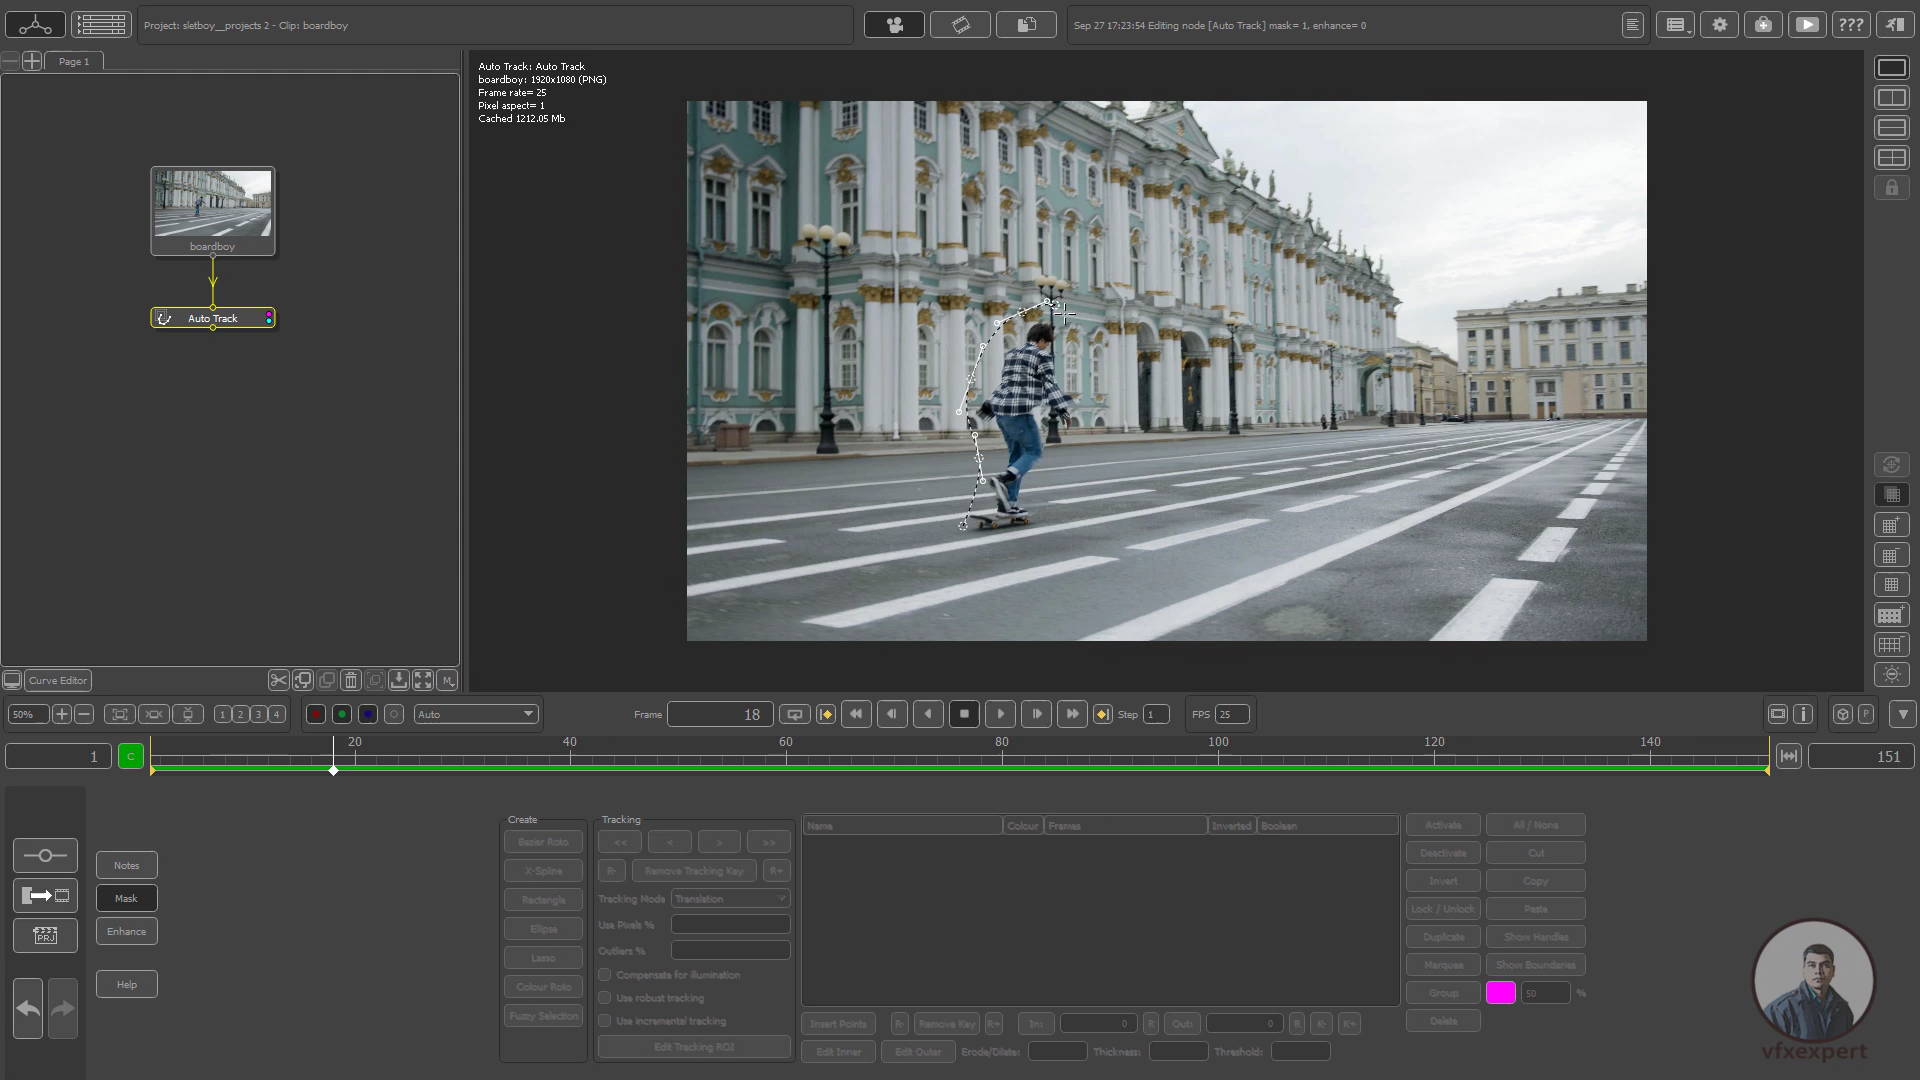 Project: sletboy__projects 2 - Clip: boardboy
Sep 27 17:23:54 Editing node [Auto Track] mask= 1, enhance= 0
???
Page 1
Auto Track: Auto Track
boardboy: 1920x1080 (PNG)
Frame rate= 25
Pixel aspect= 1
Cached 1212.05 Mb
boardboy
Auto Track
Curve Editor
M
50%
1 2 3 4
Auto
Frame 18
Step 1
FPS 25
P
1
C
20 40 60 80 100 120 140
151
Notes
Mask
Enhance
Help
PRJ
Create
Bezier Roto
X-Spline
Rectangle
Ellipse
Lasso
Colour Roto
Fuzzy Selection
Tracking
<< < > >>
R- Remove Tracking Key R+
Tracking Mode Translation
Use Pixels %
Outliers %
Compensate for illumination
Use robust tracking
Use incremental tracking
Edit Tracking ROI
Name Colour Frames Inverted Boolean
Insert Points R- Remove Key R+ In: 0 R Out: 0 R K- K+
Edit Inner Edit Outer Erode/Dilate: Thickness: Threshold:
Activate All / None
Deactivate Cut
Invert Copy
Lock / Unlock Paste
Duplicate Show Handles
Marquee Show Boundaries
Group 50 %
Delete
vfxexpert